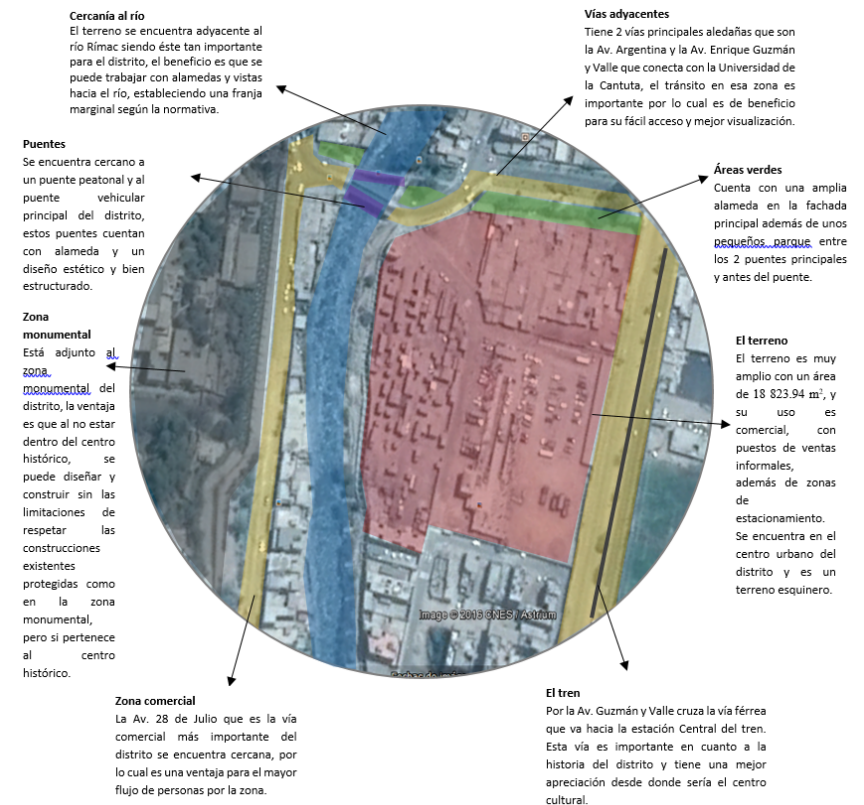 Cercanía al río
El terreno se encuentra adyacente al
río Rímac siendo éste tan importante
para el distrito, el beneficio es que se
puede trabajar con alamedas y vistas
hacia el río, estableciendo una franja
marginal según la normativa.
Vías adyacentes
Tiene 2 vías principales aledañas que son
la Av. Argentina y la Av. Enrique Guzmán
y Valle que conecta con la Universidad de
la Cantuta, el tránsito en esa zona es
importante por lo cual es de beneficio
para su fácil acceso y mejor visualización.
Puentes
Se encuentra cercano a
un puente peatonal y al
puente vehicular
principal del distrito,
estos puentes cuentan
con alameda y un
diseño estético y bien
estructurado.
Áreas verdes
Cuenta con una amplia
alameda en la fachada
principal además de unos
pequeños parque entre
los 2 puentes principales
y antes del puente.
Zona
monumental
Está adjunto al
zona
monumental del
distrito, la ventaja
es que al no estar
dentro del centro
histórico, se
puede diseñar y
construir sin las
limitaciones de
respetar las
construcciones
existentes
protegidas como
en la zona
monumental,
pero si pertenece
al centro
histórico.
El terreno
El terreno es muy
amplio con un área
de 18 823.94 m², y
su uso es
comercial, con
puestos de ventas
informales,
además de zonas
de
estacionamiento.
Se encuentra en el
centro urbano del
distrito y es un
terreno esquinero.
Image © 2016 CNES / Astrium
Zona comercial
La Av. 28 de Julio que es la vía
comercial más importante del
distrito se encuentra cercana, por
lo cual es una ventaja para el mayor
flujo de personas por la zona.
El tren
Por la Av. Guzmán y Valle cruza la vía férrea
que va hacia la estación Central del tren.
Esta vía es importante en cuanto a la
historia del distrito y tiene una mejor
apreciación desde donde sería el centro
cultural.